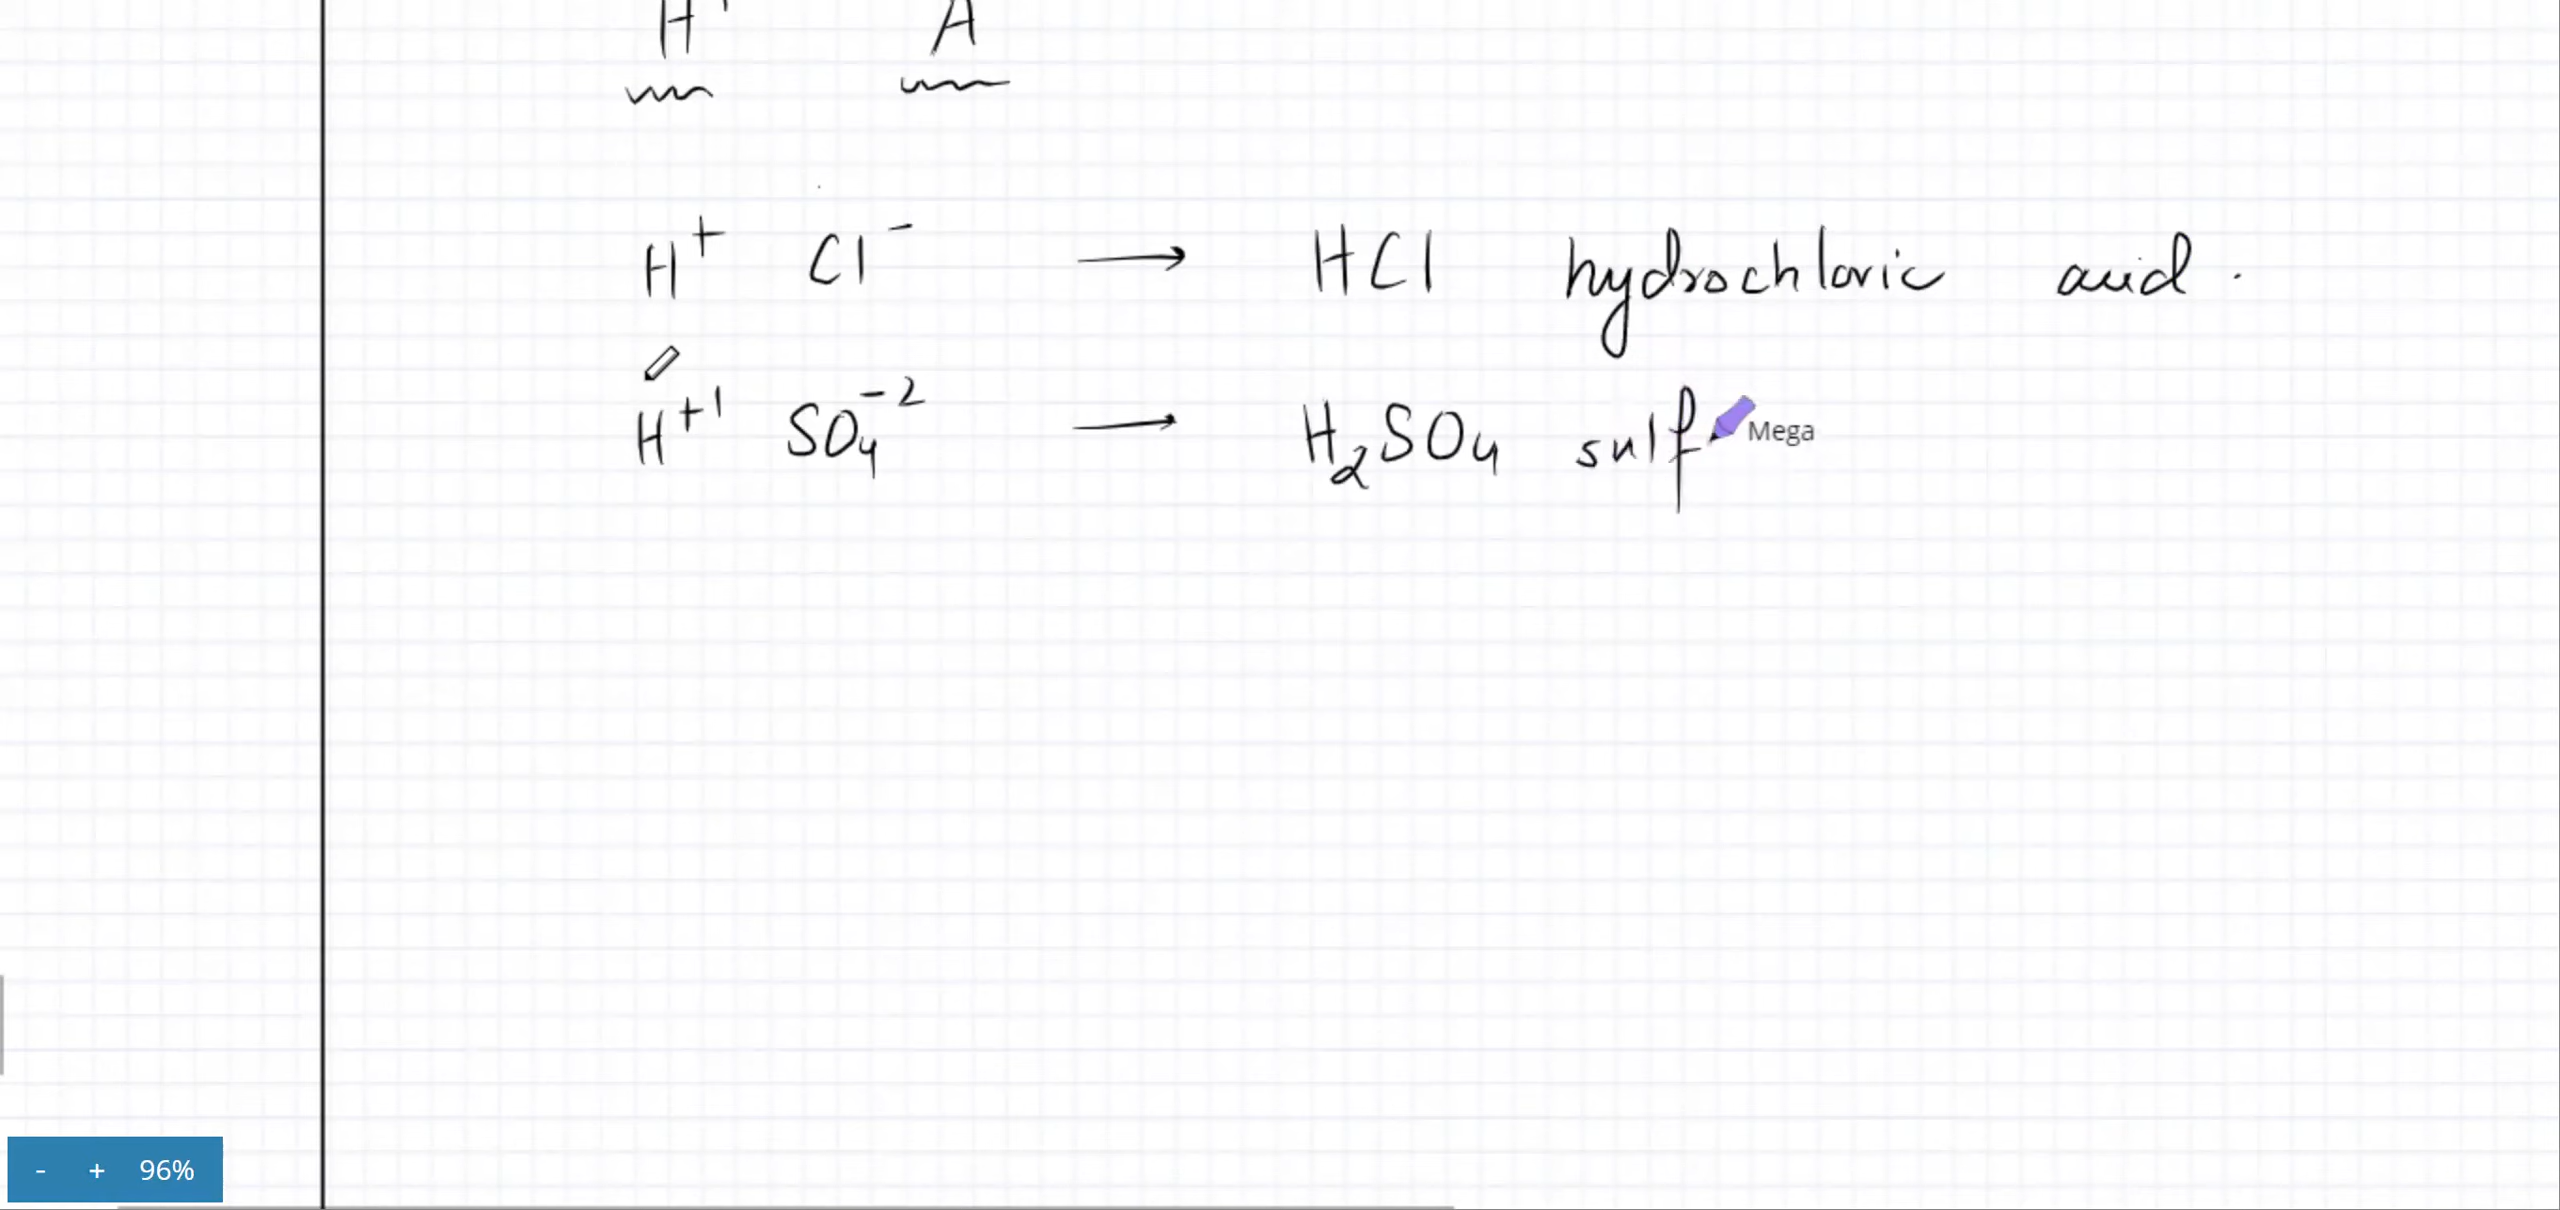 H⁺ A
H⁺ Cl⁻ → HCl hydrochloric acid.
H⁺¹ SO₄⁻² → H₂SO₄ sulf
Mega
- + 96%